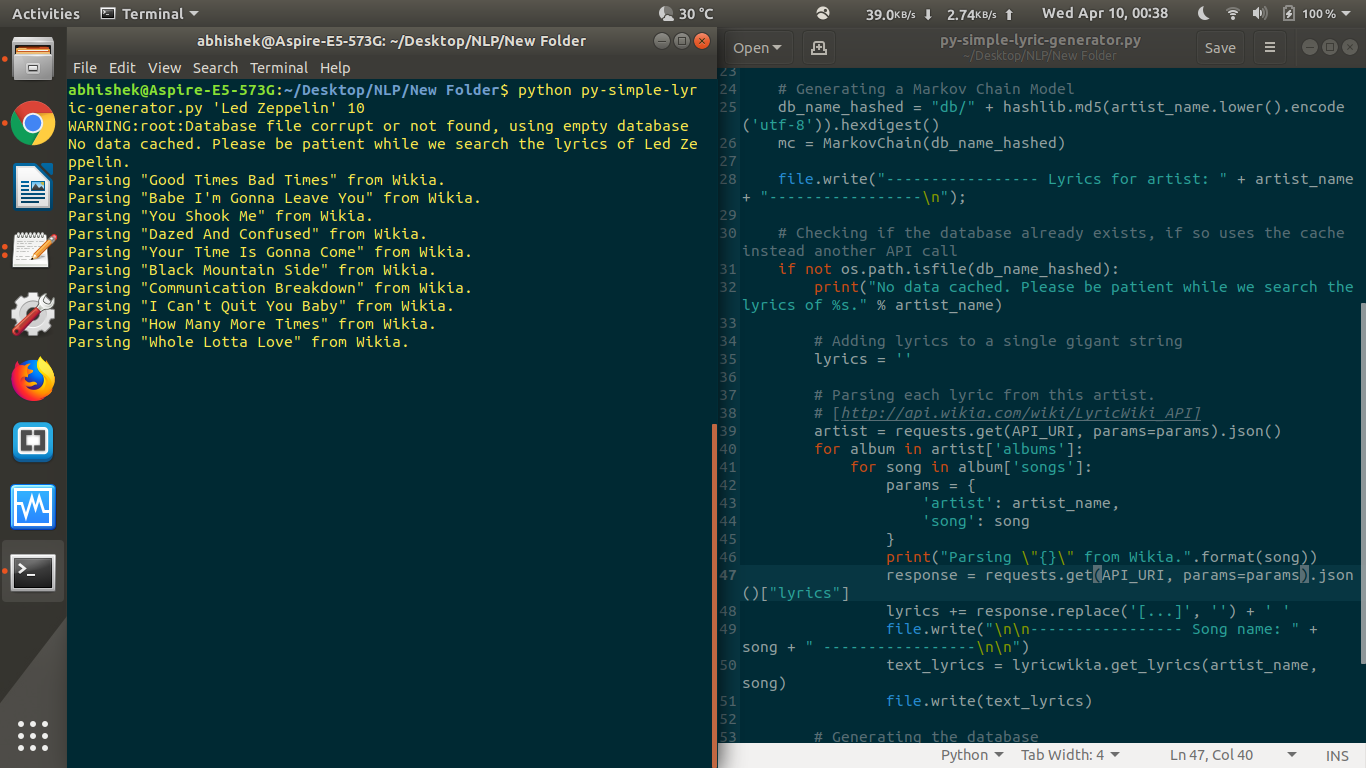 Activities Terminal 30 °C 39.0KB/s 2.74KB/s Wed Apr 10, 00:38 100 %
abhishek@Aspire-E5-573G: ~/Desktop/NLP/New Folder
File Edit View Search Terminal Help
abhishek@Aspire-E5-573G:~/Desktop/NLP/New Folder$ python py-simple-lyr
ic-generator.py 'Led Zeppelin' 10
WARNING:root:Database file corrupt or not found, using empty database
No data cached. Please be patient while we search the lyrics of Led Ze
ppelin.
Parsing "Good Times Bad Times" from Wikia.
Parsing "Babe I'm Gonna Leave You" from Wikia.
Parsing "You Shook Me" from Wikia.
Parsing "Dazed And Confused" from Wikia.
Parsing "Your Time Is Gonna Come" from Wikia.
Parsing "Black Mountain Side" from Wikia.
Parsing "Communication Breakdown" from Wikia.
Parsing "I Can't Quit You Baby" from Wikia.
Parsing "How Many More Times" from Wikia.
Parsing "Whole Lotta Love" from Wikia.
Open py-simple-lyric-generator.py Save
~/Desktop/NLP/New Folder
23
24     # Generating a Markov Chain Model
25     db_name_hashed = "db/" + hashlib.md5(artist_name.lower().encode
('utf-8')).hexdigest()
26     mc = MarkovChain(db_name_hashed)
27
28     file.write("----------------- Lyrics for artist: " + artist_name
+ "-----------------\n");
29
30     # Checking if the database already exists, if so uses the cache
instead another API call
31     if not os.path.isfile(db_name_hashed):
32         print("No data cached. Please be patient while we search the
lyrics of %s." % artist_name)
33
34         # Adding lyrics to a single gigant string
35         lyrics = ''
36
37         # Parsing each lyric from this artist.
38         # [http://api.wikia.com/wiki/LyricWiki_API]
39         artist = requests.get(API_URI, params=params).json()
40         for album in artist['albums']:
41             for song in album['songs']:
42                 params = {
43                     'artist': artist_name,
44                     'song': song
45                 }
46                 print("Parsing \"{}\" from Wikia.".format(song))
47                 response = requests.get(API_URI, params=params).json
()["lyrics"]
48                 lyrics += response.replace('[...]', '') + ' '
49                 file.write("\n\n----------------- Song name: " +
song + " -----------------\n\n")
50                 text_lyrics = lyricwikia.get_lyrics(artist_name,
song)
51                 file.write(text_lyrics)
52
53         # Generating the database
Python Tab Width: 4 Ln 47, Col 40 INS